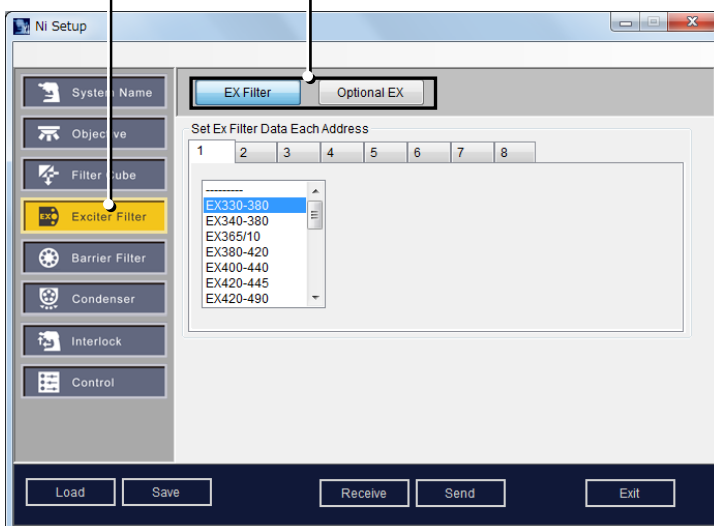 Ni Setup
System Name
Objective
Filter Cube
Exciter Filter
Barrier Filter
Condenser
Interlock
Control
EX Filter Optional EX
Set Ex Filter Data Each Address
1 2 3 4 5 6 7 8
---------
EX330-380
EX340-380
EX365/10
EX380-420
EX400-440
EX420-445
EX420-490
Load Save Receive Send Exit